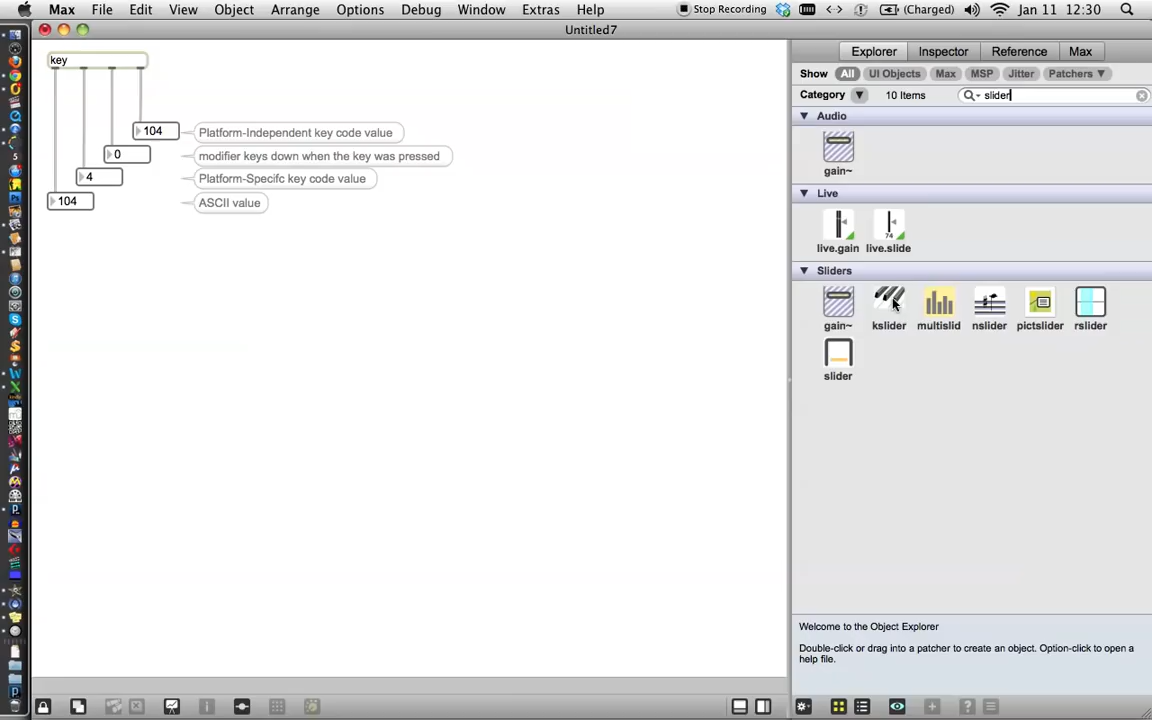 Max File Edit View Object Arrange Options Debug Window Extras Help Stop Recording (Charged) Jan 11 12:30
Untitled7
key
104
Platform-Independent key code value
0
modifier keys down when the key was pressed
4
Platform-Specifc key code value
104
ASCII value
Explorer Inspector Reference Max
Show All UI Objects Max MSP Jitter Patchers ▼
Category ▼ 10 Items slider
Audio
gain~
Live
live.gain live.slide
74
Sliders
gain~ kslider multislid nslider pictslider rslider
slider
Welcome to the Object Explorer
Double-click or drag into a patcher to create an object. Option-click to open a
help file.